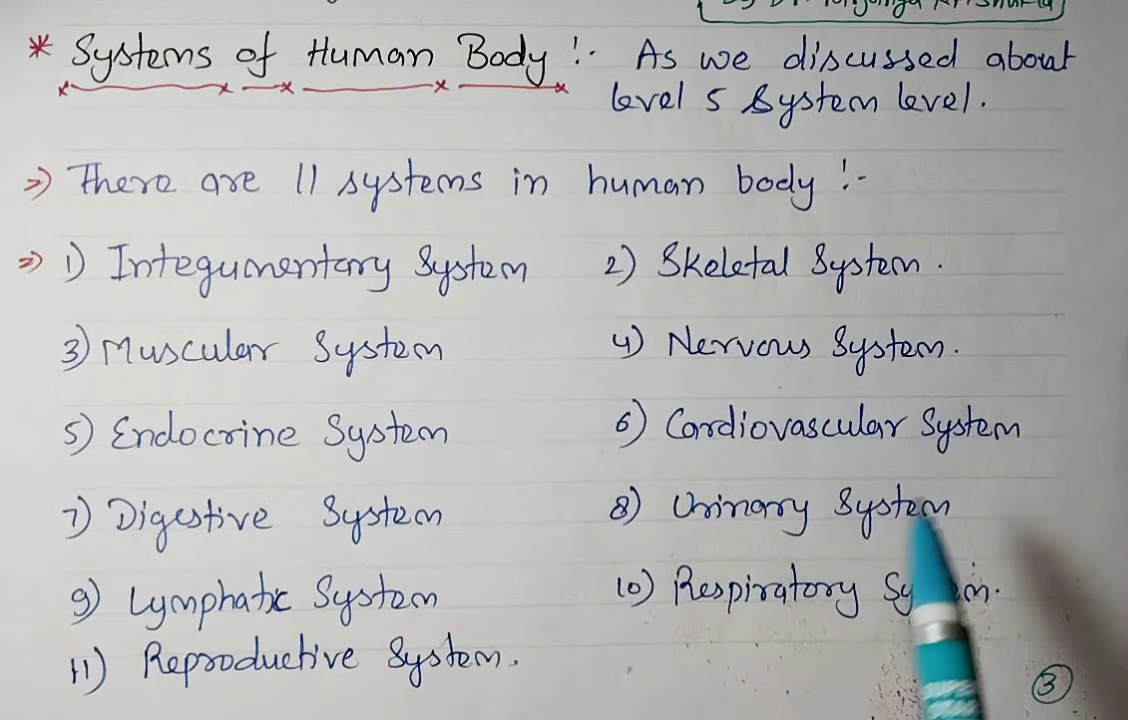 * Systems of Human Body :- As we discussed about
level 5 System level.
=> There are 11 systems in human body :-
=> 1) Integumentary System 2) Skeletal System .
3) Muscular System 4) Nervous System .
5) Endocrine System 6) Cardiovascular System
7) Digestive System 8) Urinary System
9) Lymphatic System 10) Respiratory
11) Reproductive System .
3